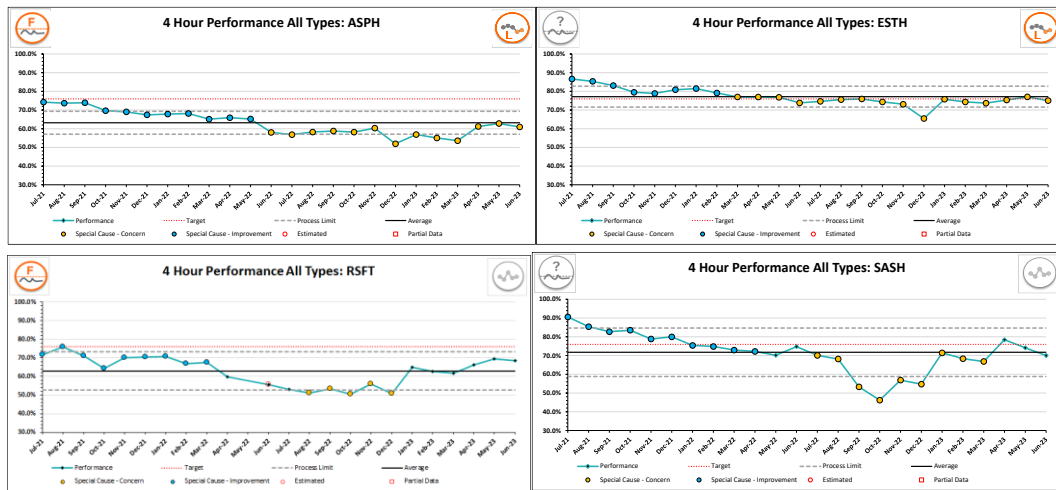 F
4 Hour Performance All Types: ASPH
L
100.0%
90.0%
80.0%
70.0%
60.0%
50.0%
40.0%
30.0%
Jul-21 Aug-21 Sep-21 Oct-21 Nov-21 Dec-21 Jan-22 Feb-22 Mar-22 Apr-22 May-22 Jun-22 Jul-22 Aug-22 Sep-22 Oct-22 Nov-22 Dec-22 Jan-23 Feb-23 Mar-23 Apr-23 May-23 Jun-23
Performance Target Process Limit Average
Special Cause - Concern Special Cause - Improvement Estimated Partial Data
?
4 Hour Performance All Types: ESTH
L
100.0%
90.0%
80.0%
70.0%
60.0%
50.0%
40.0%
30.0%
Jul-21 Aug-21 Sep-21 Oct-21 Nov-21 Dec-21 Jan-22 Feb-22 Mar-22 Apr-22 May-22 Jun-22 Jul-22 Aug-22 Sep-22 Oct-22 Nov-22 Dec-22 Jan-23 Feb-23 Mar-23 Apr-23 May-23 Jun-23
Performance Target Process Limit Average
Special Cause - Concern Special Cause - Improvement Estimated Partial Data
F
4 Hour Performance All Types: RSFT
100.0%
90.0%
80.0%
70.0%
60.0%
50.0%
40.0%
30.0%
Jul-21 Aug-21 Sep-21 Oct-21 Nov-21 Dec-21 Jan-22 Feb-22 Mar-22 Apr-22 May-22 Jun-22 Jul-22 Aug-22 Sep-22 Oct-22 Nov-22 Dec-22 Jan-23 Feb-23 Mar-23 Apr-23 May-23 Jun-23
Performance Target Process Limit Average
Special Cause - Concern Special Cause - Improvement Estimated Partial Data
?
4 Hour Performance All Types: SASH
100.0%
90.0%
80.0%
70.0%
60.0%
50.0%
40.0%
30.0%
Jul-21 Aug-21 Sep-21 Oct-21 Nov-21 Dec-21 Jan-22 Feb-22 Mar-22 Apr-22 May-22 Jun-22 Jul-22 Aug-22 Sep-22 Oct-22 Nov-22 Dec-22 Jan-23 Feb-23 Mar-23 Apr-23 May-23 Jun-23
Performance Target Process Limit Average
Special Cause - Concern Special Cause - Improvement Estimated Partial Data